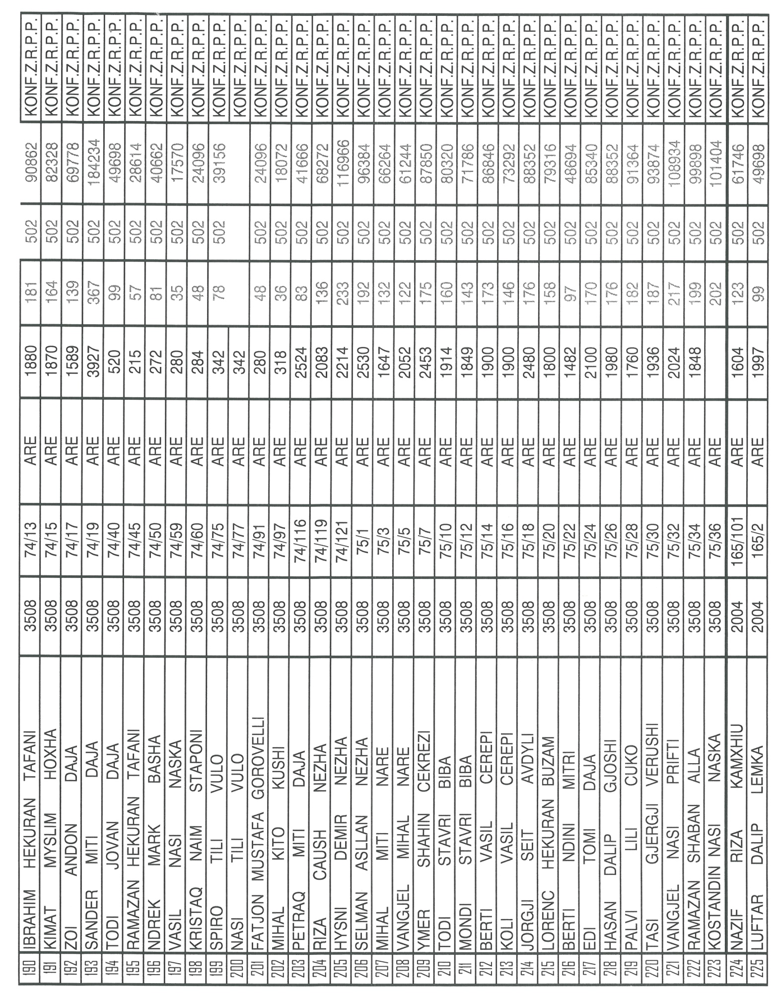 190 IBRAHIM HEKURAN TAFANI 3508 74/13 ARE 1880 181 502 90862 KONF.Z.R.P.P.
191 KIMAT MYSLIM HOXHA 3508 74/15 ARE 1870 164 502 82328 KONF.Z.R.P.P.
192 ZOI ANDON DAJA 3508 74/17 ARE 1589 139 502 69778 KONF.Z.R.P.P.
193 SANDER MITI DAJA 3508 74/19 ARE 3927 367 502 184234 KONF.Z.R.P.P.
194 TODI JOVAN DAJA 3508 74/40 ARE 520 99 502 49698 KONF.Z.R.P.P.
195 RAMAZAN HEKURAN TAFANI 3508 74/45 ARE 215 57 502 28614 KONF.Z.R.P.P.
196 NDREK MARK BASHA 3508 74/50 ARE 272 81 502 40662 KONF.Z.R.P.P.
197 VASIL NASI NASKA 3508 74/59 ARE 280 35 502 17570 KONF.Z.R.P.P.
198 KRISTAQ NAIM STAPONI 3508 74/60 ARE 284 48 502 24096 KONF.Z.R.P.P.
199 SPIRO TILI VULO 3508 74/75 ARE 342 78 502 39156 KONF.Z.R.P.P.
200 NASI TILI VULO 3508 74/77 ARE 342 KONF.Z.R.P.P.
201 FATJON MUSTAFA GOROVELLI 3508 74/91 ARE 280 48 502 24096 KONF.Z.R.P.P.
202 MIHAL KITO KUSHI 3508 74/97 ARE 318 36 502 18072 KONF.Z.R.P.P.
203 PETRAQ MITI DAJA 3508 74/116 ARE 2524 83 502 41666 KONF.Z.R.P.P.
204 RIZA CAUSH NEZHA 3508 74/119 ARE 2083 136 502 68272 KONF.Z.R.P.P.
205 HYSNI DEMIR NEZHA 3508 74/121 ARE 2214 233 502 116966 KONF.Z.R.P.P.
206 SELMAN ASLLAN NEZHA 3508 75/1 ARE 2530 192 502 96384 KONF.Z.R.P.P.
207 MIHAL MITI NARE 3508 75/3 ARE 1647 132 502 66264 KONF.Z.R.P.P.
208 VANGJEL MIHAL NARE 3508 75/5 ARE 2052 122 502 61244 KONF.Z.R.P.P.
209 YMER SHAHIN CEKREZI 3508 75/7 ARE 2453 175 502 87850 KONF.Z.R.P.P.
210 TODI STAVRI BIBA 3508 75/10 ARE 1914 160 502 80320 KONF.Z.R.P.P.
211 MONDI STAVRI BIBA 3508 75/12 ARE 1849 143 502 71786 KONF.Z.R.P.P.
212 BERTI VASIL CEREPI 3508 75/14 ARE 1900 173 502 86846 KONF.Z.R.P.P.
213 KOLI VASIL CEREPI 3508 75/16 ARE 1900 146 502 73292 KONF.Z.R.P.P.
214 JORGJI SEIT AVDYLI 3508 75/18 ARE 2480 176 502 88352 KONF.Z.R.P.P.
215 LORENC HEKURAN BUZAM 3508 75/20 ARE 1800 158 502 79316 KONF.Z.R.P.P.
216 BERTI NDINI MITRI 3508 75/22 ARE 1482 97 502 48694 KONF.Z.R.P.P.
217 EDI TOMI DAJA 3508 75/24 ARE 2100 170 502 85340 KONF.Z.R.P.P.
218 HASAN DALIP GJOSHI 3508 75/26 ARE 1980 176 502 88352 KONF.Z.R.P.P.
219 PALVI LILI CUKO 3508 75/28 ARE 1760 182 502 91364 KONF.Z.R.P.P.
220 TASI GJERGJI VERUSHI 3508 75/30 ARE 1936 187 502 93874 KONF.Z.R.P.P.
221 VANGJEL NASI PRIFTI 3508 75/32 ARE 2024 217 502 108934 KONF.Z.R.P.P.
222 RAMAZAN SHABAN ALLA 3508 75/34 ARE 1848 199 502 99898 KONF.Z.R.P.P.
223 KOSTANDIN NASI NASKA 3508 75/36 ARE 202 502 101404 KONF.Z.R.P.P.
224 NAZIF RIZA KAMXHIU 2004 165/101 ARE 1604 123 502 61746 KONF.Z.R.P.P.
225 LUFTAR DALIP LEMKA 2004 165/2 ARE 1997 99 502 49698 KONF.Z.R.P.P.